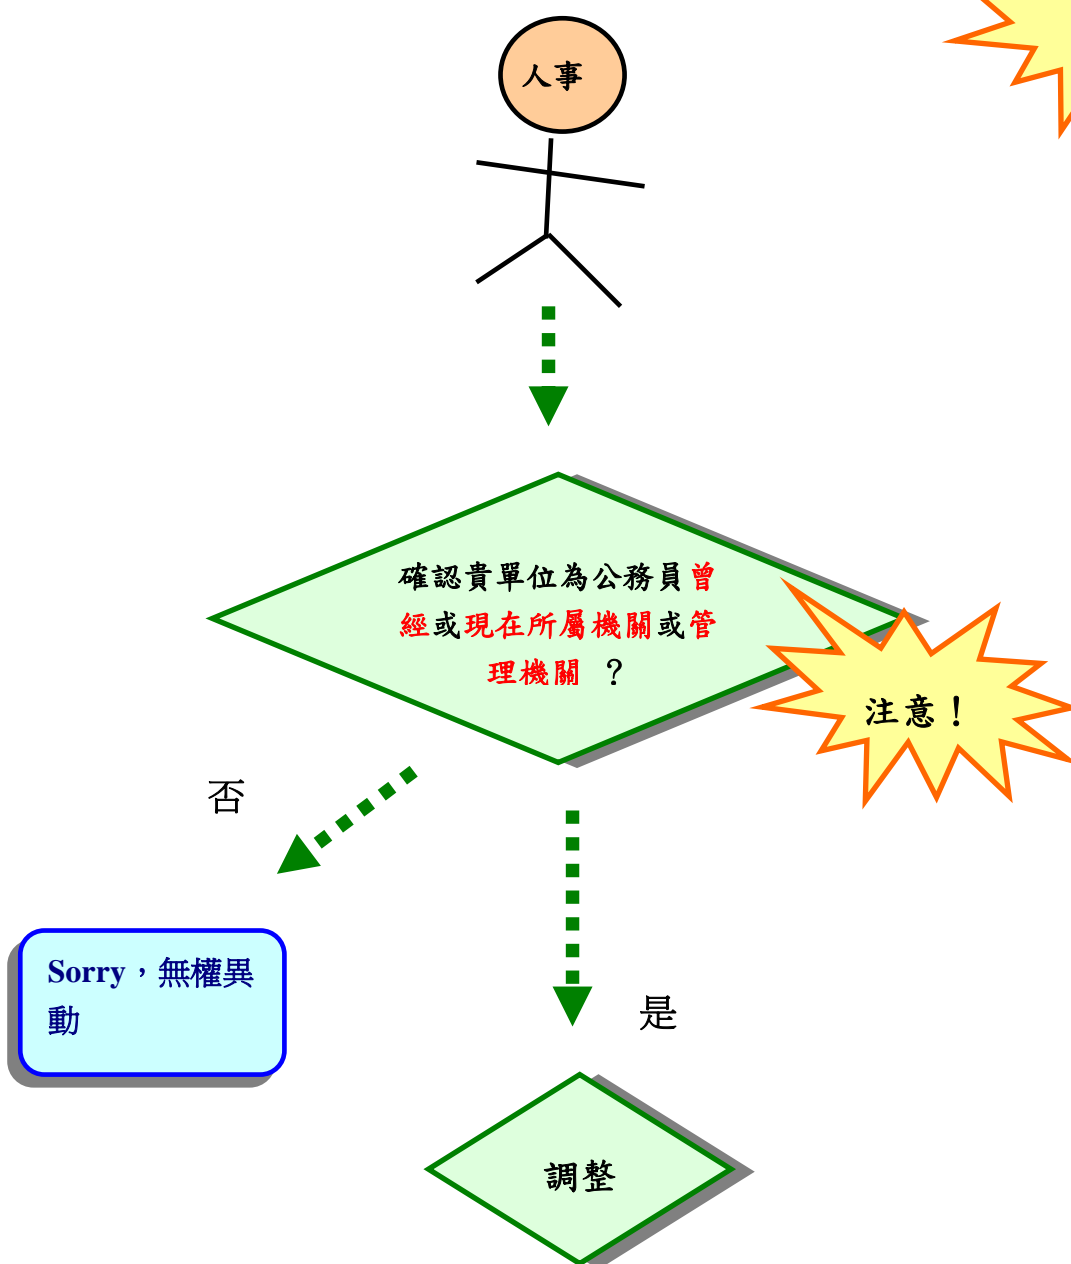 人事
確認貴單位為公務員曾
經或現在所屬機關或管
理機關 ？
注意！
否
Sorry，無權異
動
是
調整